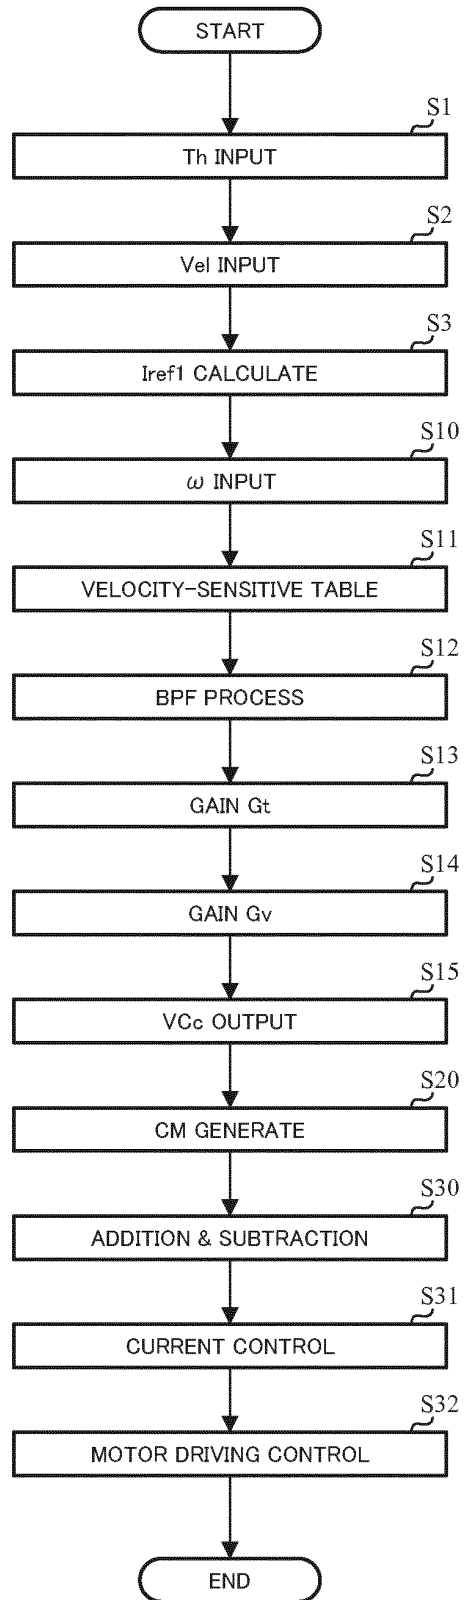 START
S1
Th INPUT
S2
Vel INPUT
S3
Iref1 CALCULATE
S10
ω INPUT
S11
VELOCITY-SENSITIVE TABLE
S12
BPF PROCESS
S13
GAIN Gt
S14
GAIN Gv
S15
VCc OUTPUT
S20
CM GENERATE
S30
ADDITION & SUBTRACTION
S31
CURRENT CONTROL
S32
MOTOR DRIVING CONTROL
END